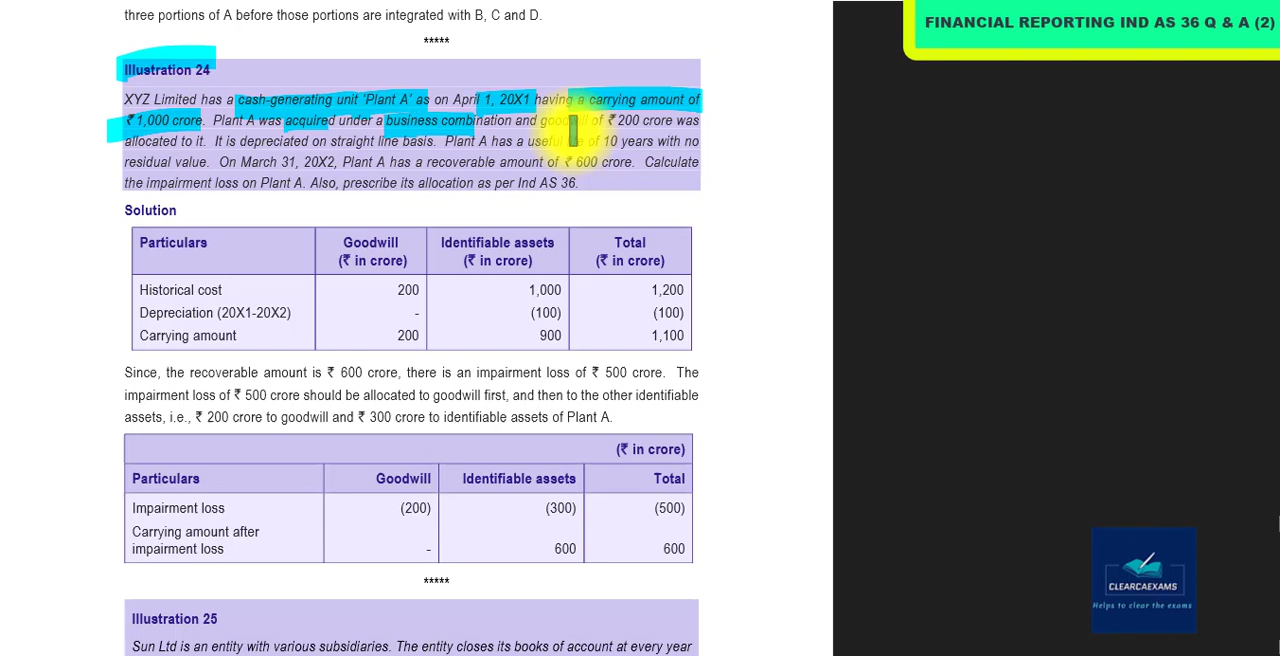 three portions of A before those portions are integrated with B, C and D.
*****
Illustration 24
XYZ Limited has a cash-generating unit 'Plant A' as on April 1, 20X1 having a carrying amount of
₹ 1,000 crore. Plant A was acquired under a business combination and goodwill of ₹ 200 crore was
allocated to it. It is depreciated on straight line basis. Plant A has a useful life of 10 years with no
residual value. On March 31, 20X2, Plant A has a recoverable amount of ₹ 600 crore. Calculate
the impairment loss on Plant A. Also, prescribe its allocation as per Ind AS 36.
Solution
Particulars Goodwill (₹ in crore) Identifiable assets (₹ in crore) Total (₹ in crore)
Historical cost 200 1,000 1,200
Depreciation (20X1-20X2) - (100) (100)
Carrying amount 200 900 1,100
Since, the recoverable amount is ₹ 600 crore, there is an impairment loss of ₹ 500 crore. The
impairment loss of ₹ 500 crore should be allocated to goodwill first, and then to the other identifiable
assets, i.e., ₹ 200 crore to goodwill and ₹ 300 crore to identifiable assets of Plant A.
(₹ in crore)
Particulars Goodwill Identifiable assets Total
Impairment loss (200) (300) (500)
Carrying amount after
impairment loss - 600 600
*****
Illustration 25
Sun Ltd is an entity with various subsidiaries. The entity closes its books of account at every year
FINANCIAL REPORTING IND AS 36 Q & A (2)
CLEARCAEXAMS
Helps to clear the exams